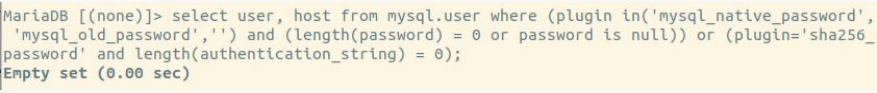 MariaDB [(none)]> select user, host from mysql.user where (plugin in('mysql_native_password',
 'mysql_old_password','') and (length(password) = 0 or password is null)) or (plugin='sha256_
password' and length(authentication_string) = 0);
Empty set (0.00 sec)